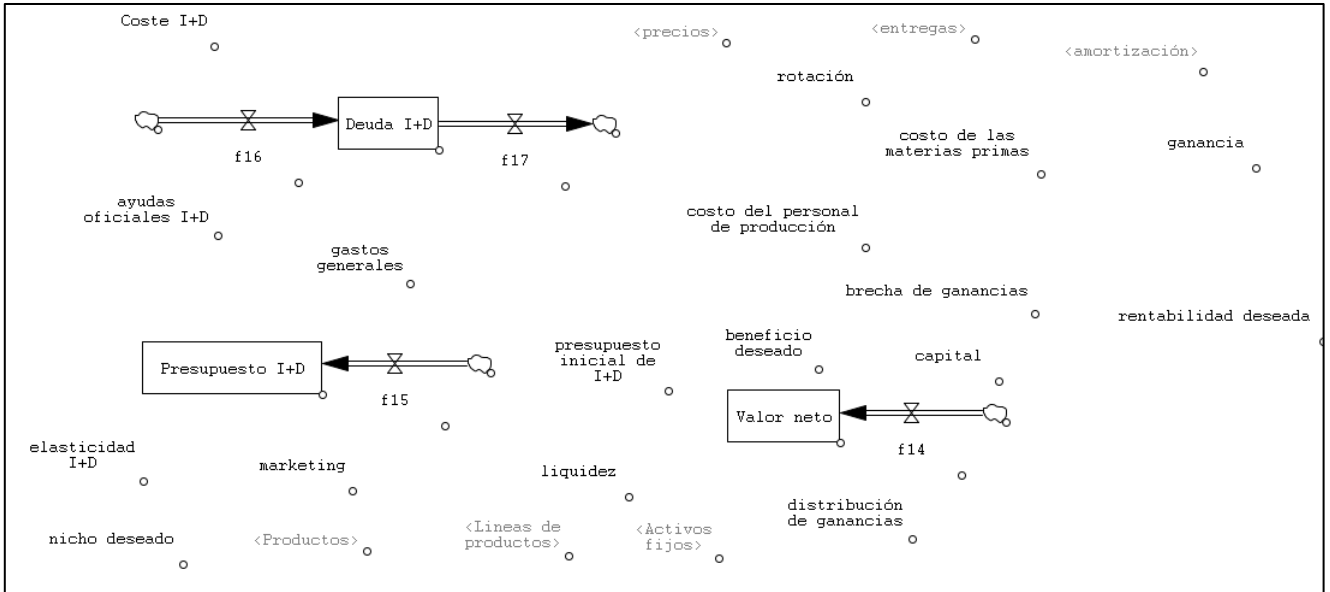 Coste I+D
<precios>
<entregas>
<amortización>
rotación
Deuda I+D
f16
f17
costo de las
materias primas
ganancia
ayudas
oficiales I+D
costo del personal
de producción
gastos
generales
brecha de ganancias
rentabilidad deseada
Presupuesto I+D
f15
presupuesto
inicial de
I+D
beneficio
deseado
capital
Valor neto
f14
elasticidad
I+D
marketing
liquidez
distribución
de ganancias
nicho deseado
<Productos>
<Lineas de
productos>
<Activos
fijos>